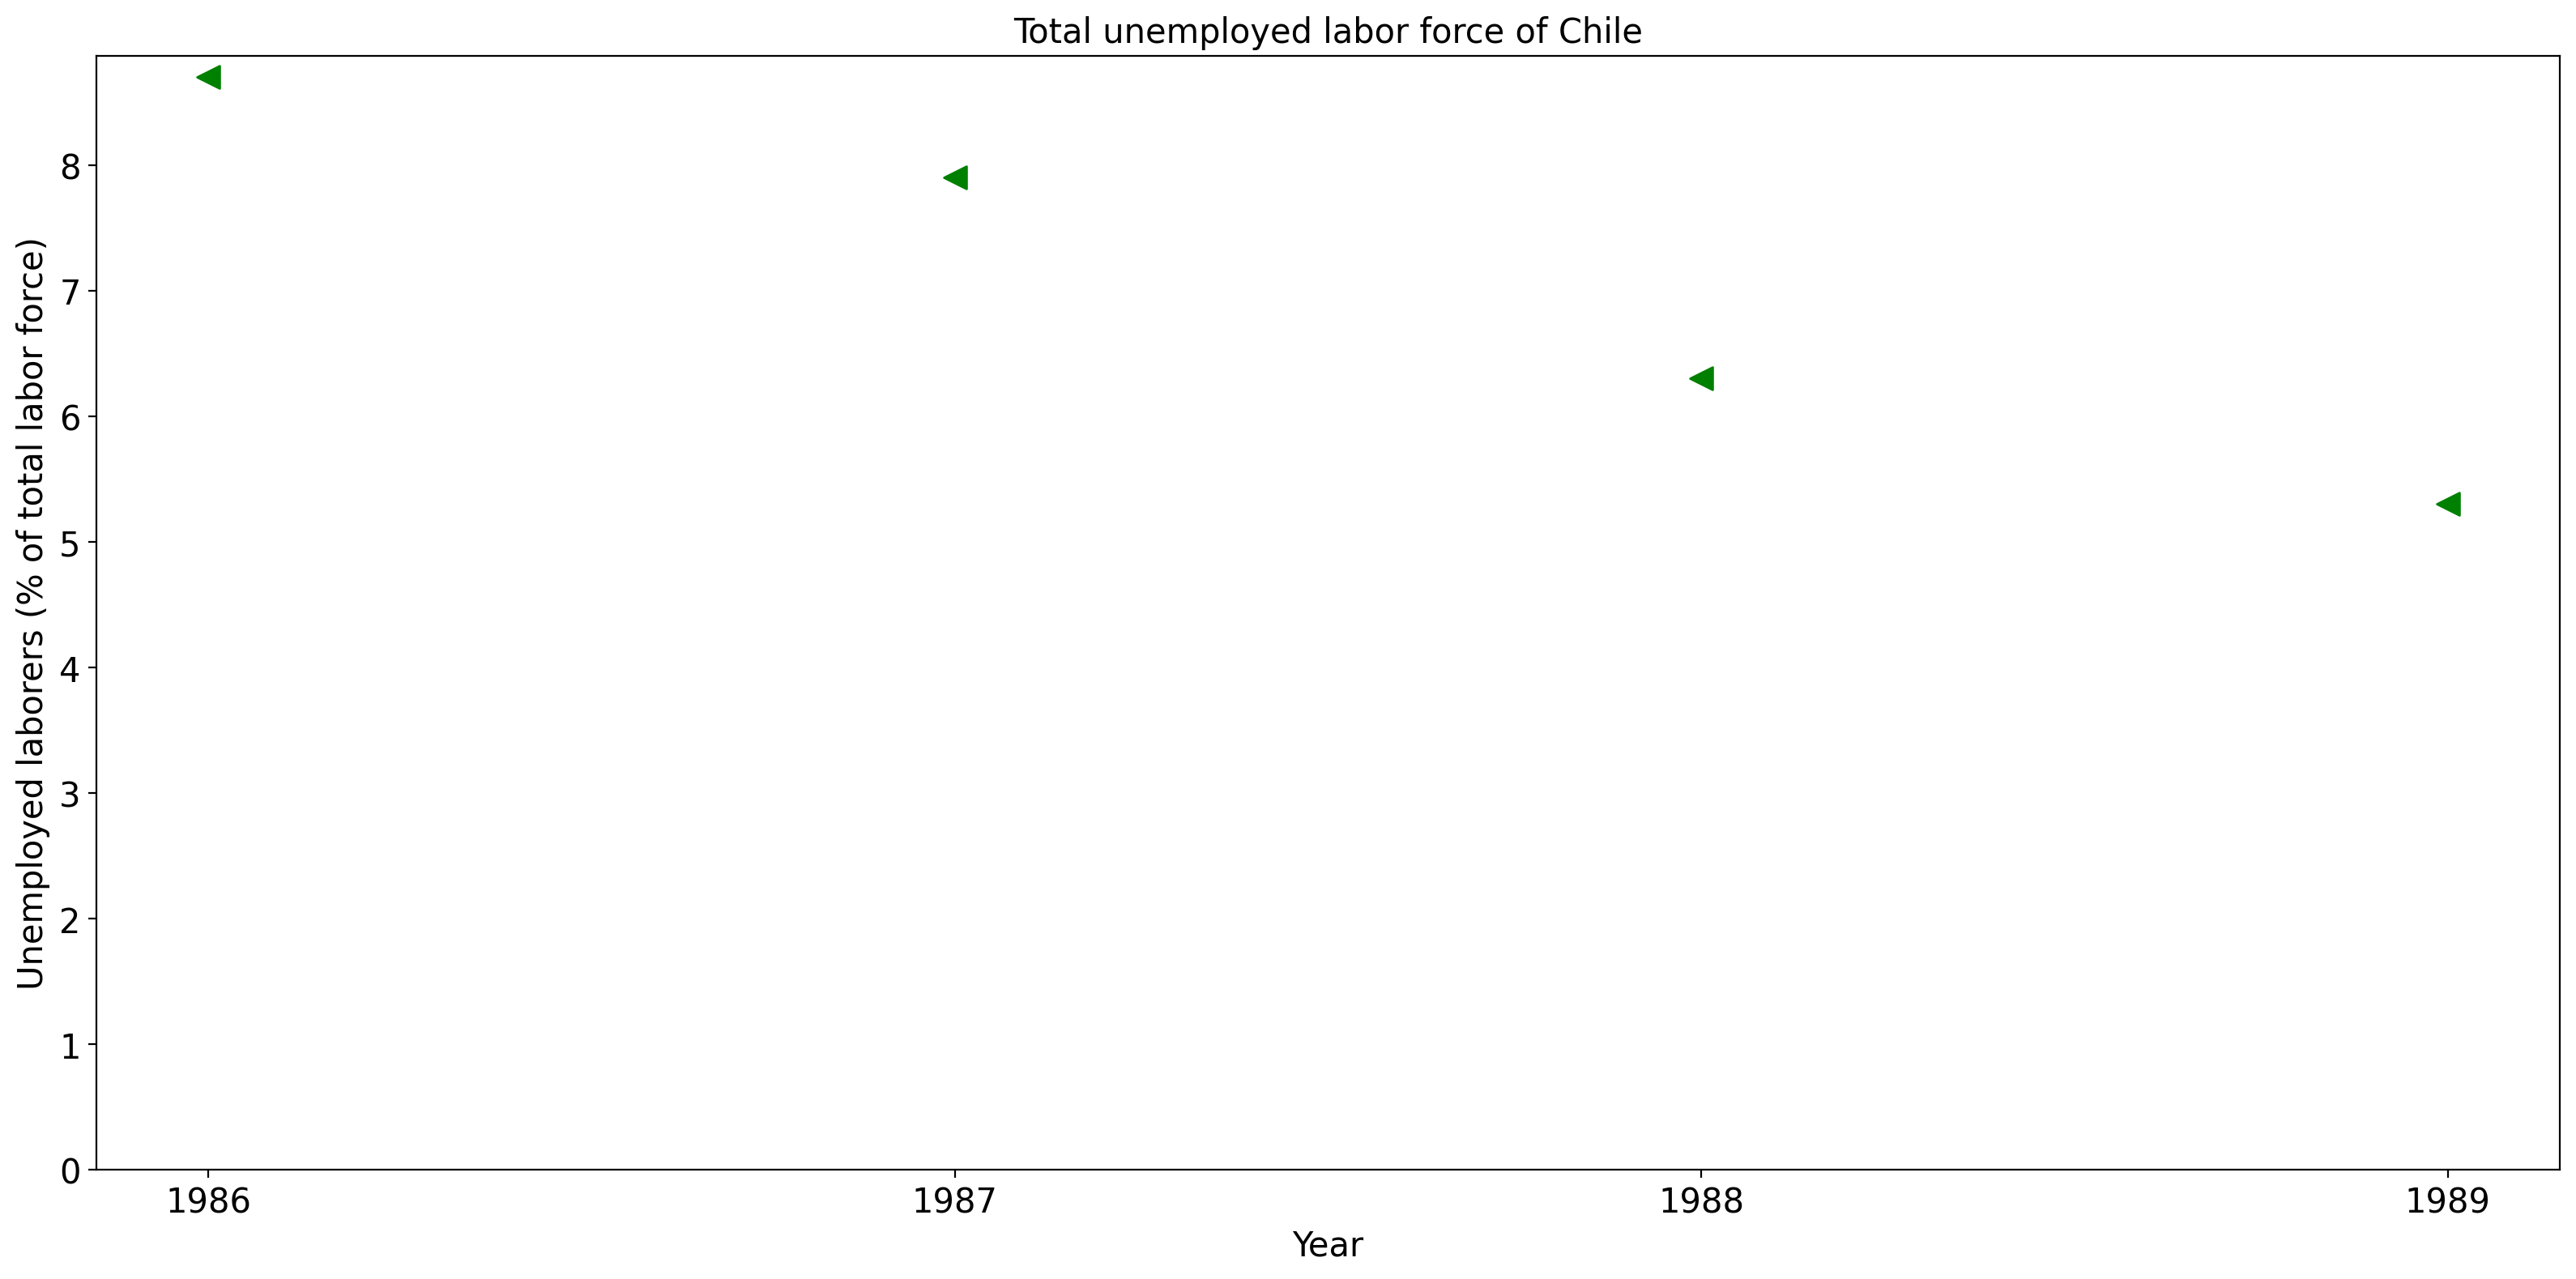 Total unemployed labor force of Chile
Unemployed laborers (% of total labor force)
8
7
6
5
4
3
2
1
0
1986 1987 1988 1989
Year